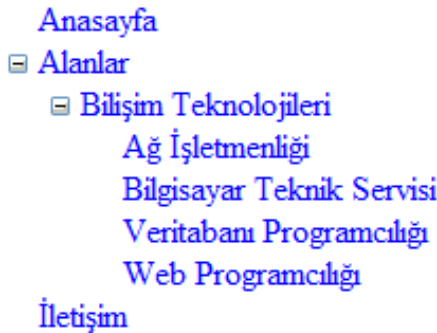 Anasayfa
Alanlar
Bilişim Teknolojileri
Ağ İşletmenliği
Bilgisayar Teknik Servisi
Veritabanı Programcılığı
Web Programcılığı
İletişim